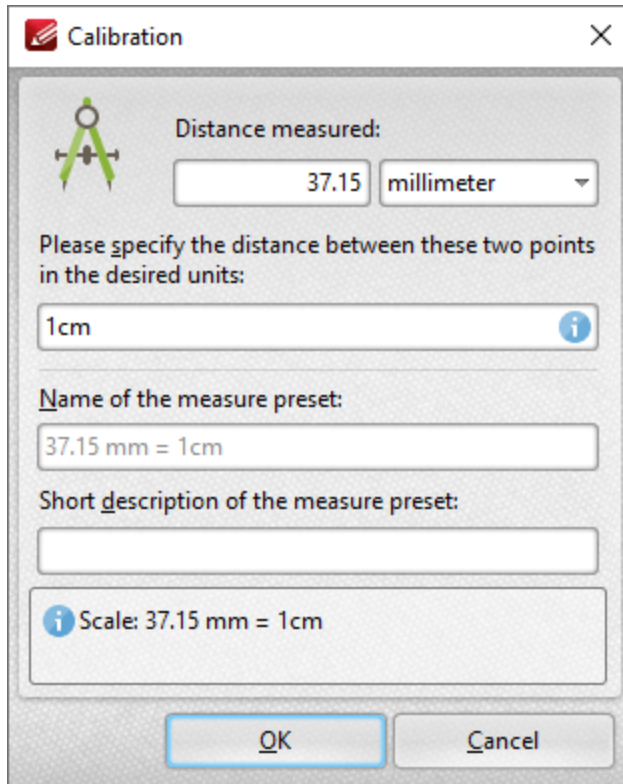 Calibration
Distance measured:
37.15 millimeter
Please specify the distance between these two points
in the desired units:
1cm
Name of the measure preset:
37.15 mm = 1cm
Short description of the measure preset:
Scale: 37.15 mm = 1cm
OK Cancel